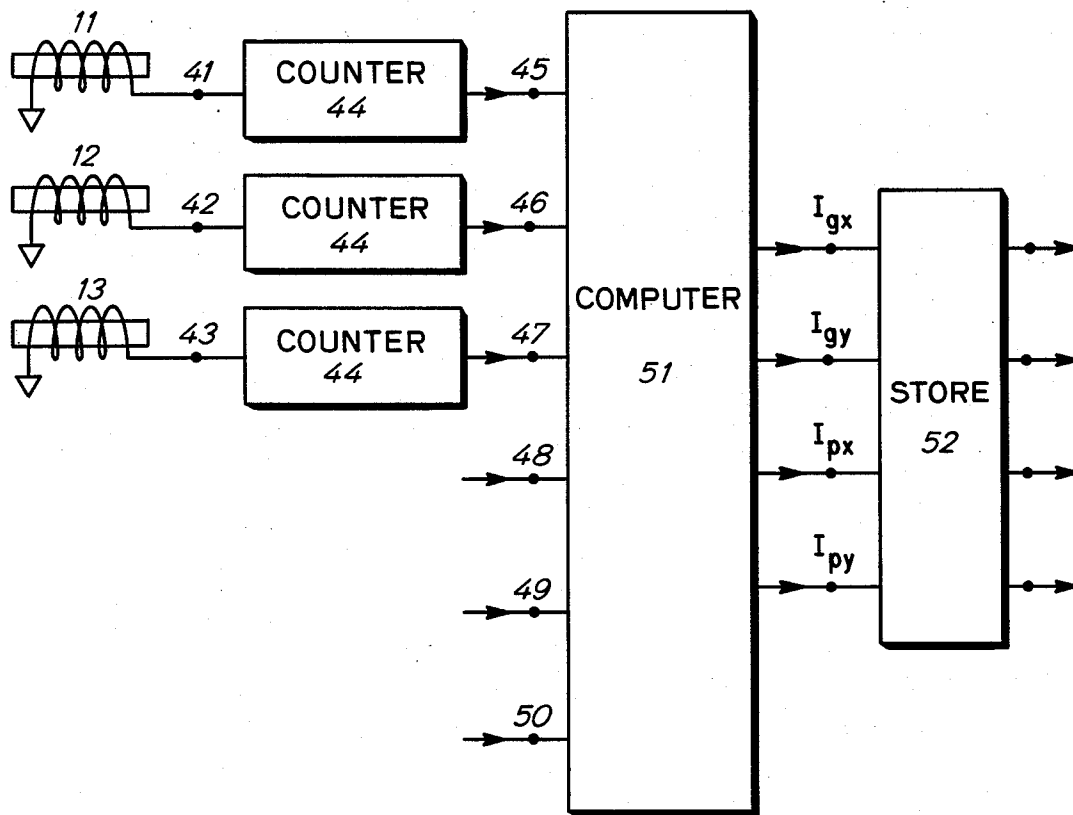 11
41
COUNTER
44
45
12
42
COUNTER
44
46
13
43
COUNTER
44
47
48
49
50
COMPUTER
51
Igx
Igy
Ipx
Ipy
STORE
52